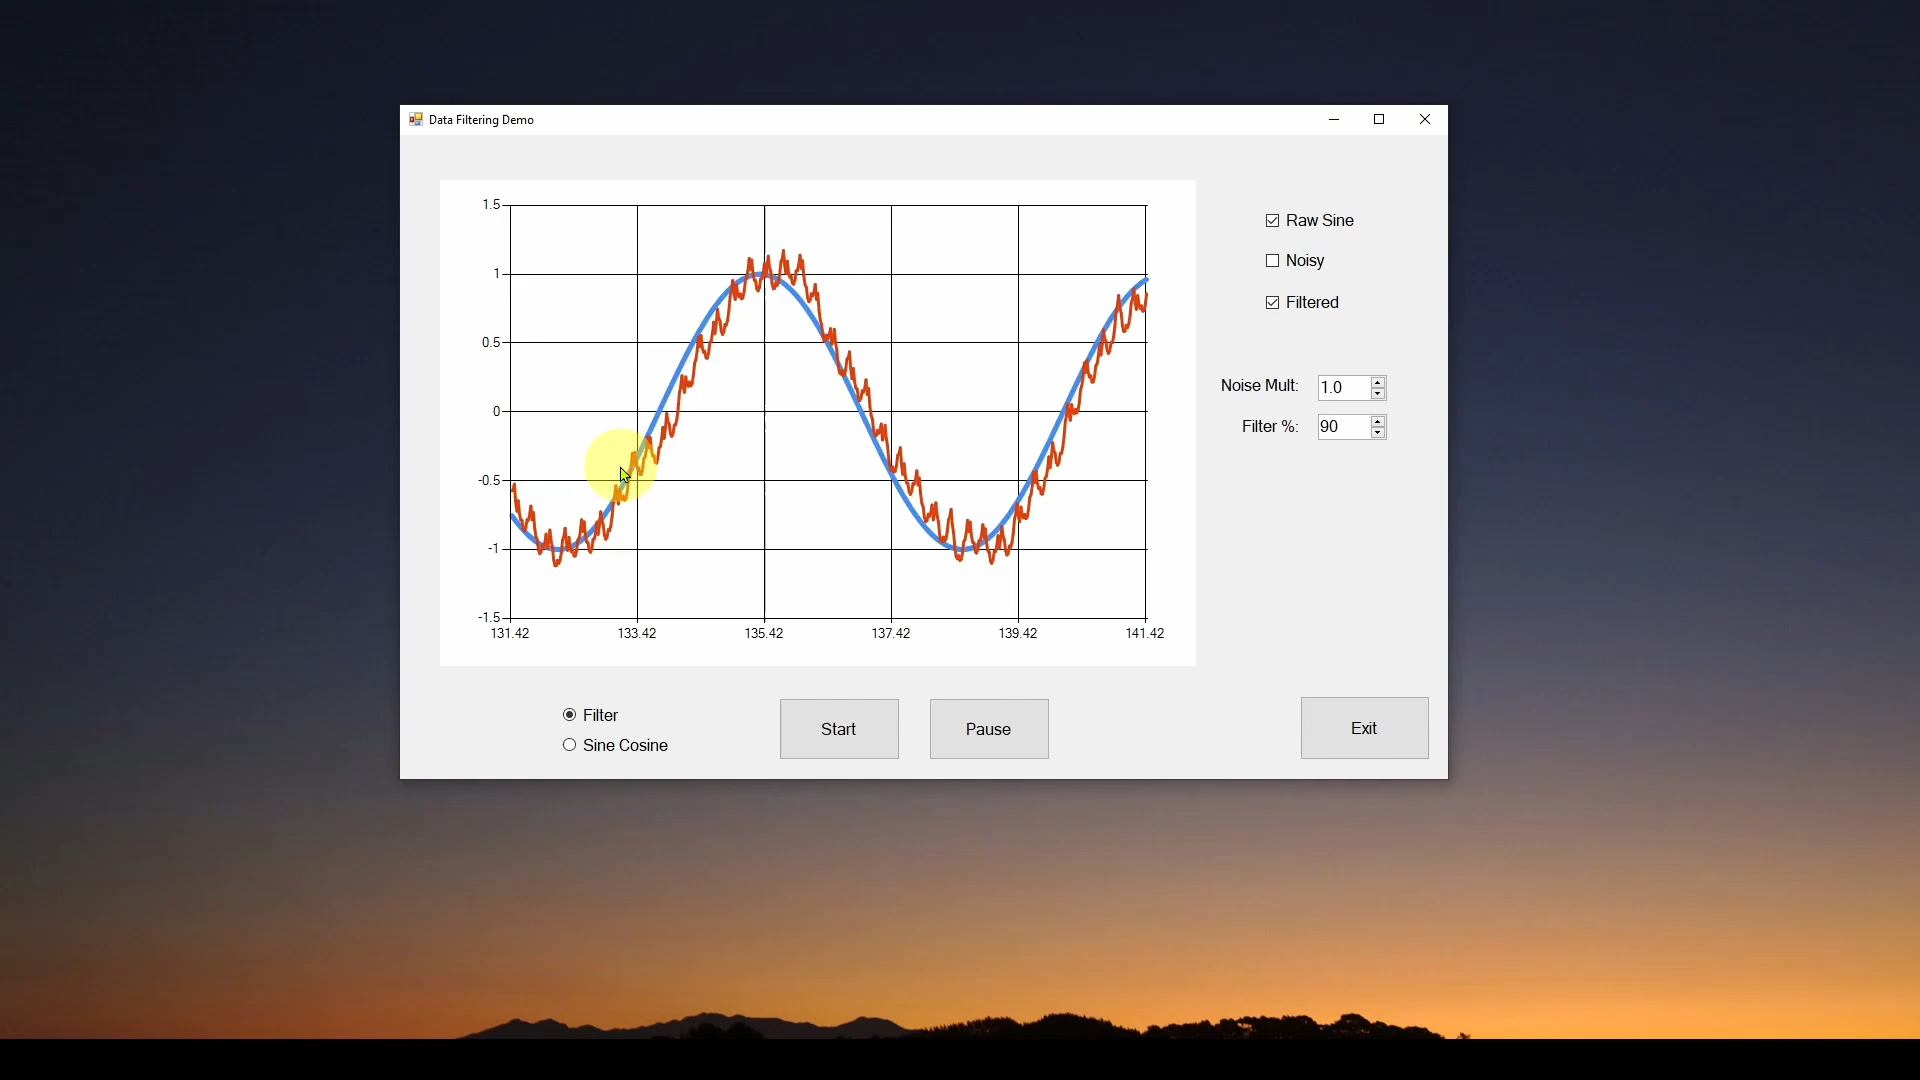 Data Filtering Demo
1.5
1
0.5
0
-0.5
-1
-1.5
131.42 133.42 135.42 137.42 139.42 141.42
Raw Sine
Noisy
Filtered
Noise Mult: 1.0
Filter %: 90
Filter
Sine Cosine
Start
Pause
Exit